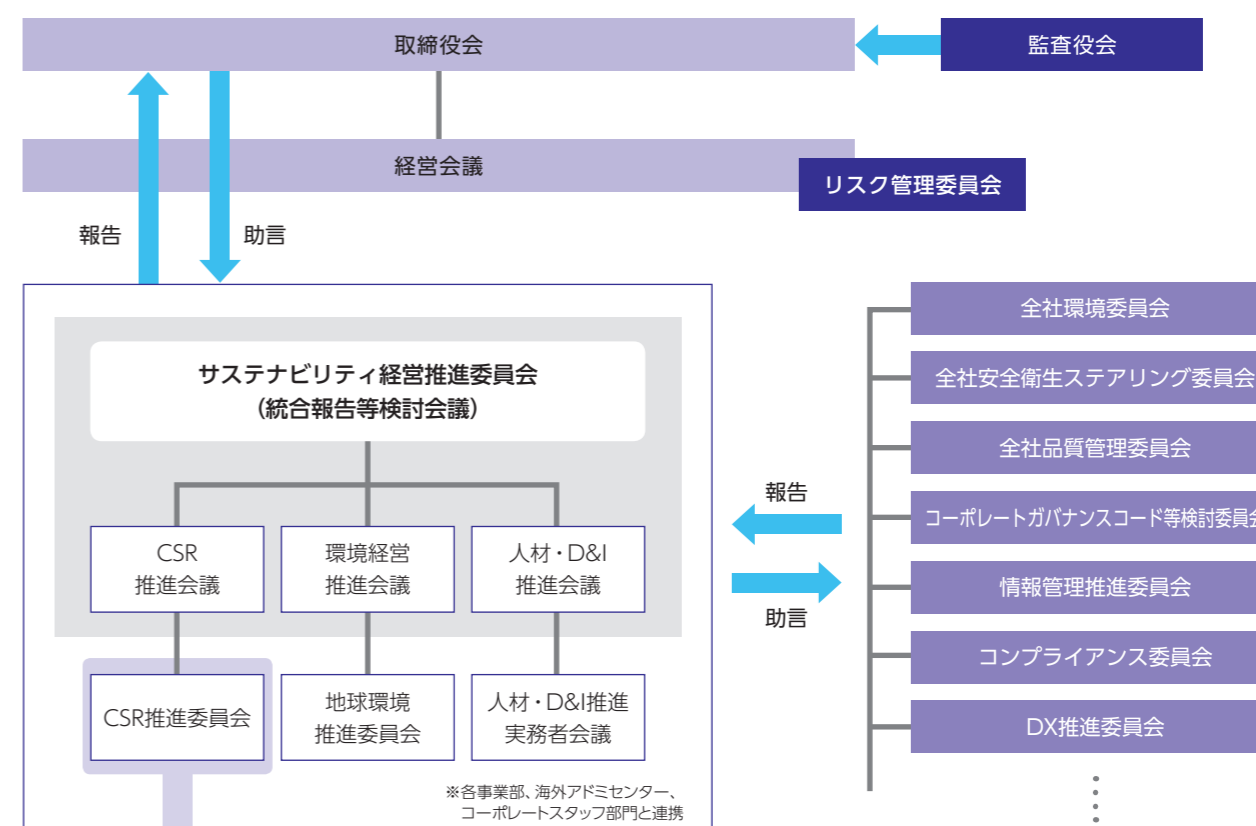 取締役会
監査役会
経営会議
リスク管理委員会
報告
助言
サステナビリティ経営推進委員会
（統合報告等検討会議）
CSR
推進会議
環境経営
推進会議
人材・D&I
推進会議
CSR推進委員会
地球環境
推進委員会
人材・D&I推進
実務者会議
※各事業部、海外アドミセンター、
コーポレートスタッフ部門と連携
報告
助言
全社環境委員会
全社安全衛生ステアリング委員会
全社品質管理委員会
コーポレートガバナンスコード等検討委員会
情報管理推進委員会
コンプライアンス委員会
DX推進委員会